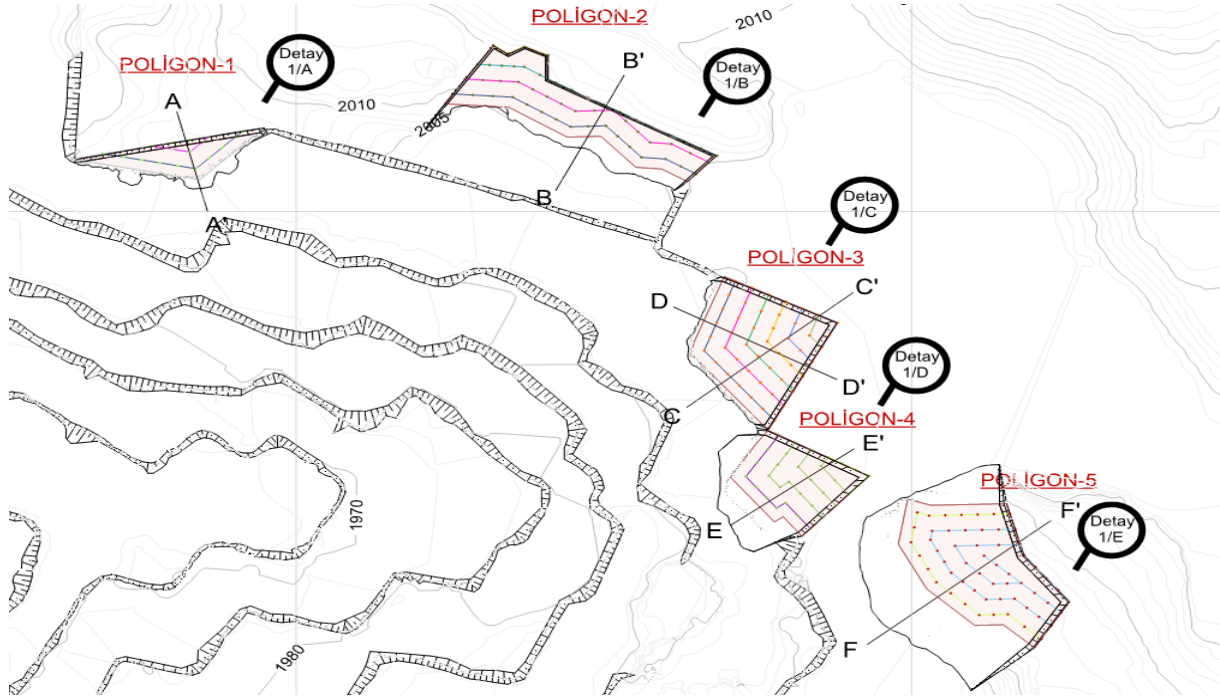 POLİGON-2
2010
Detay
1/A
B'
Detay
1/B
POLİGON-1
A
2010
2005
B
A'
Detay
1/C
POLİGON-3
D
C'
Detay
1/D
D'
C
POLİGON-4
E'
POLİGON-5
1970
F'
E
Detay
1/E
F
1980